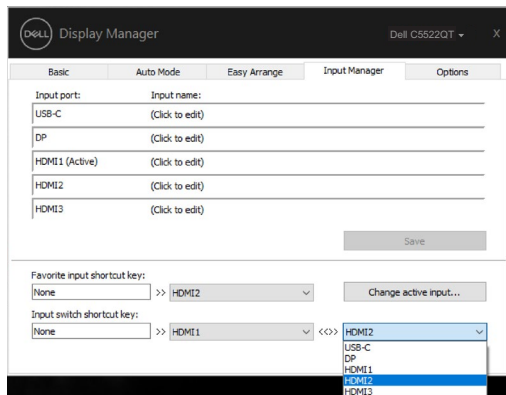 DELL Display Manager Dell C5522QT X
Basic Auto Mode Easy Arrange Input Manager Options
Input port: Input name:
USB-C (Click to edit)
DP (Click to edit)
HDMI1 (Active) (Click to edit)
HDMI2 (Click to edit)
HDMI3 (Click to edit)
Save
Favorite input shortcut key:
None >> HDMI2 Change active input...
Input switch shortcut key:
None >> HDMI1 <<>> HDMI2
USB-C
DP
HDMI1
HDMI2
HDMI3